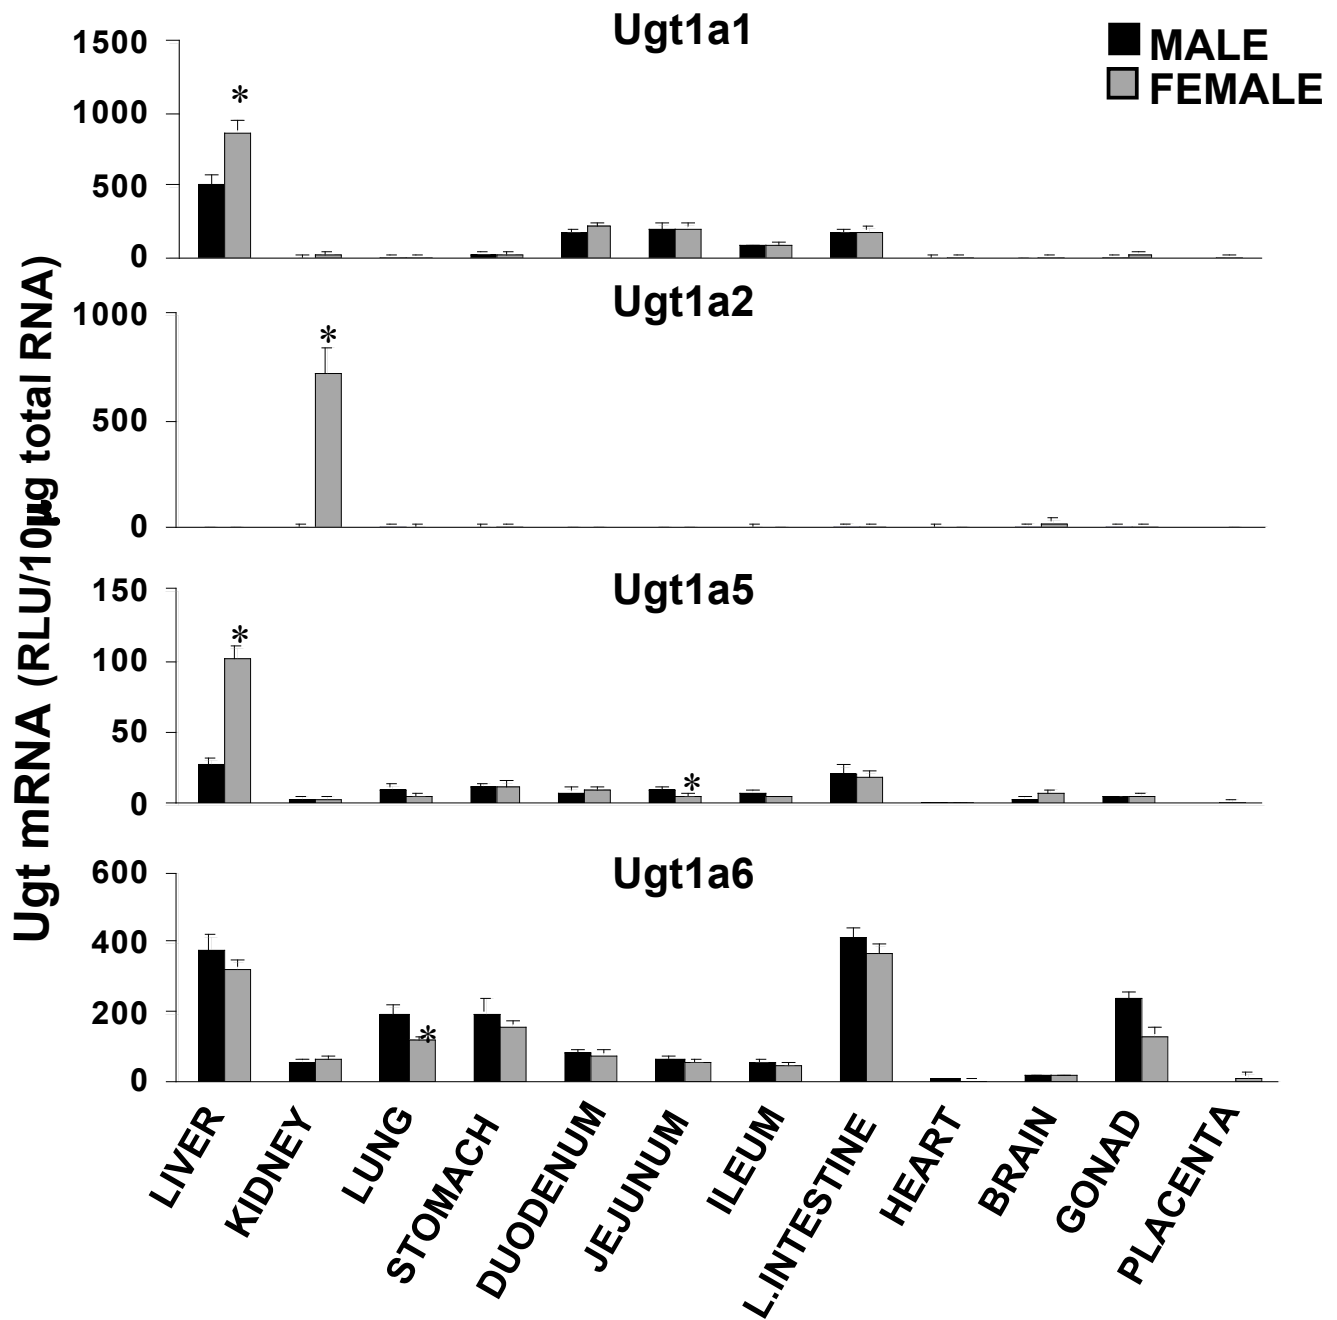 Ugt1a1
MALE
FEMALE
1500
1000
500
0
*
Ugt1a2
1000
500
0
*
Ugt mRNA (RLU/10µg total RNA)
Ugt1a5
150
100
50
0
*
*
Ugt1a6
600
400
200
0
*
LIVER
KIDNEY
LUNG
STOMACH
DUODENUM
JEJUNUM
ILEUM
L.INTESTINE
HEART
BRAIN
GONAD
PLACENTA